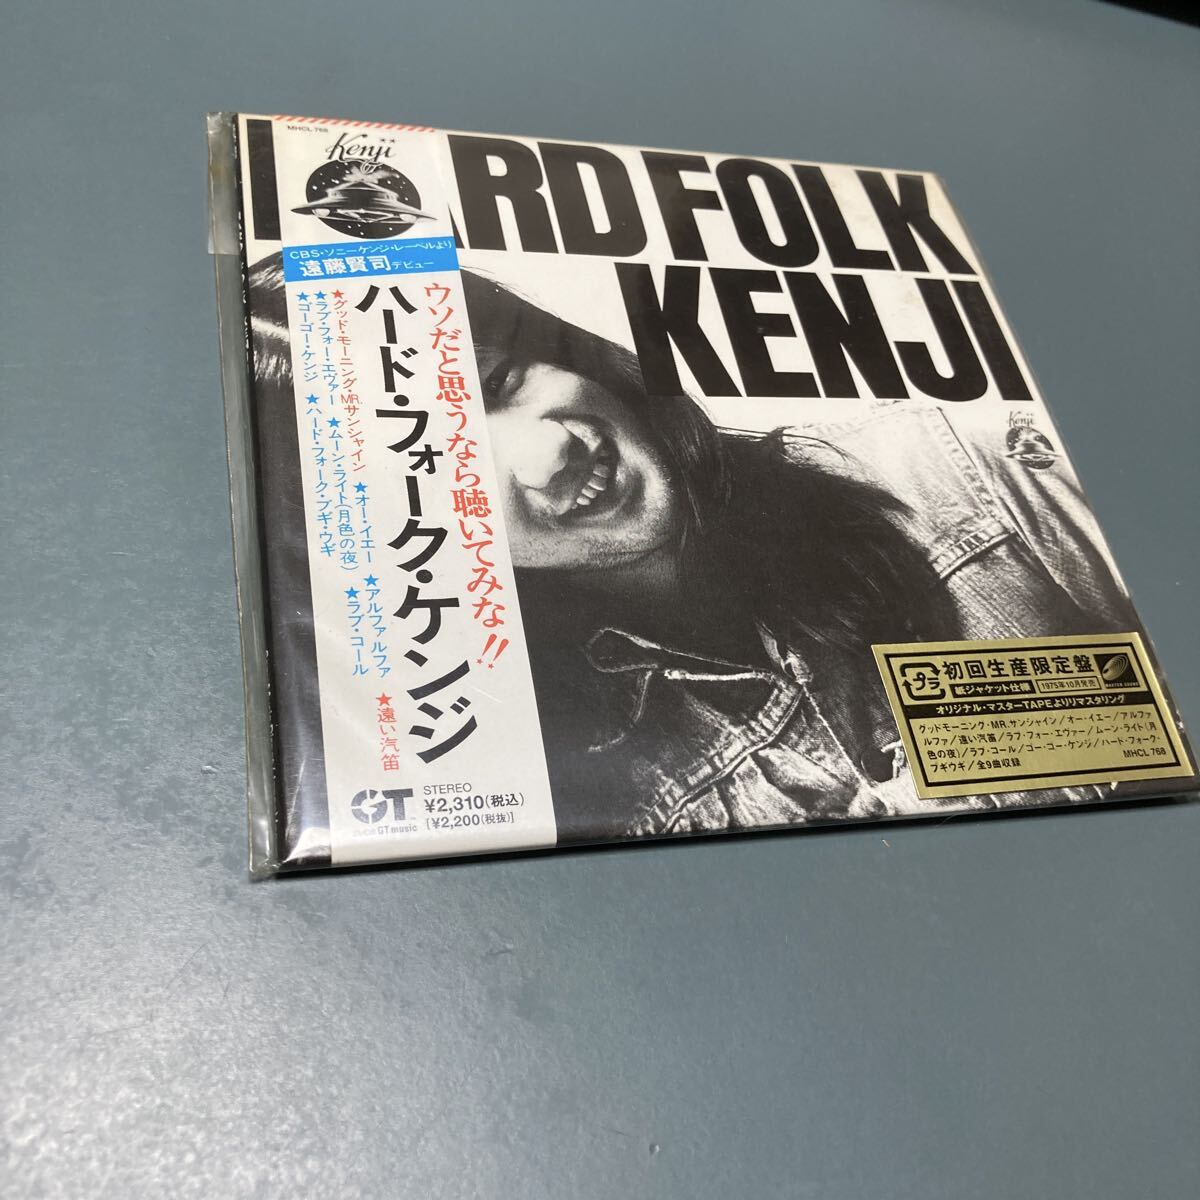 MHCL 768
Kenji
HARD FOLK
KENJI
Kenji
CBS・ソニーケンジ・レーベルより
遠藤賢司デビュー
ウソだと思うなら聴いてみな!!
ハード・フォーク・ケンジ
★グッド・モーニング・MR.サンシャイン ★オー・イエー ★アルファルファ ★遠い汽笛
★ラブ・フォー・エヴァー ★ムーン・ライト(月色の夜) ★ラブ・コール
★ゴーゴー・ケンジ ★ハード・フォーク・ブギ・ウギ
GT
GT music
STEREO
¥2,310(税込)
[¥2,200(税抜)]
プラ
初回生産限定盤
紙ジャケット仕様
1975年10月発売
MASTER SOUND
オリジナル・マスターTAPEよりリマスタリング
グッドモーニング・MR.サンシャイン/オー・イエー/アルファ
ルファ/遠い汽笛/ラブ・フォー・エヴァー/ムーン・ライト(月
色の夜)/ラブ・コール/ゴー・ゴー・ケンジ/ハード・フォーク・
ブギウギ/全9曲収録
MHCL 768